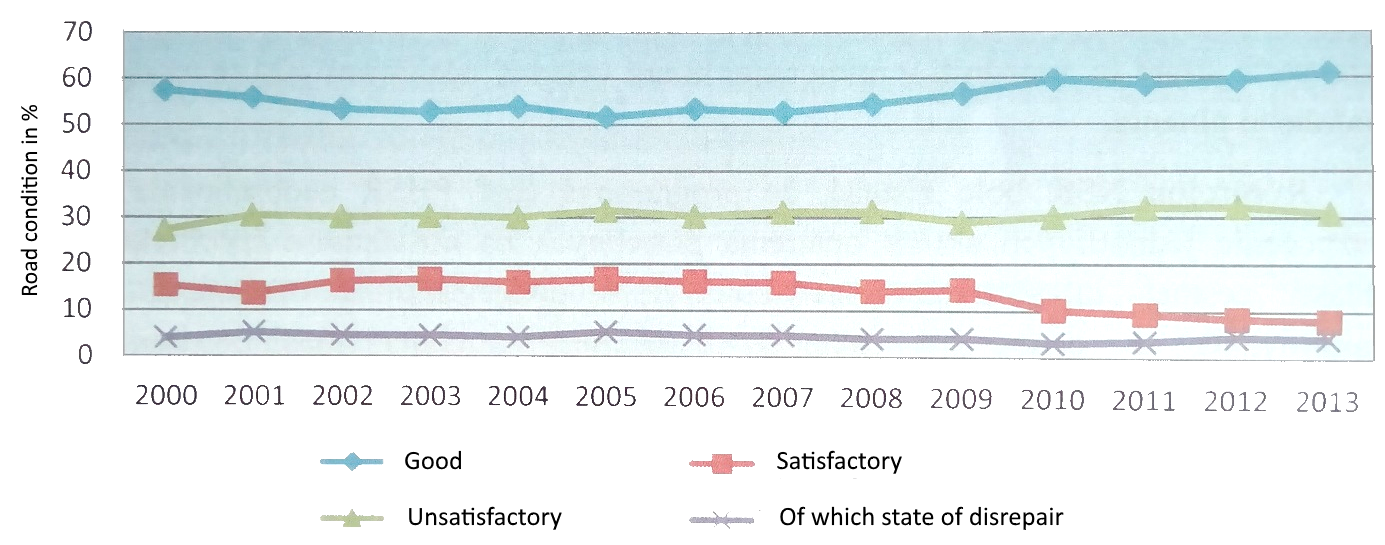 70
60
50
40
30
20
10
0
Road condition in %
2000 2001 2002 2003 2004 2005 2006 2007 2008 2009 2010 2011 2012 2013
Good
Satisfactory
Unsatisfactory
Of which state of disrepair